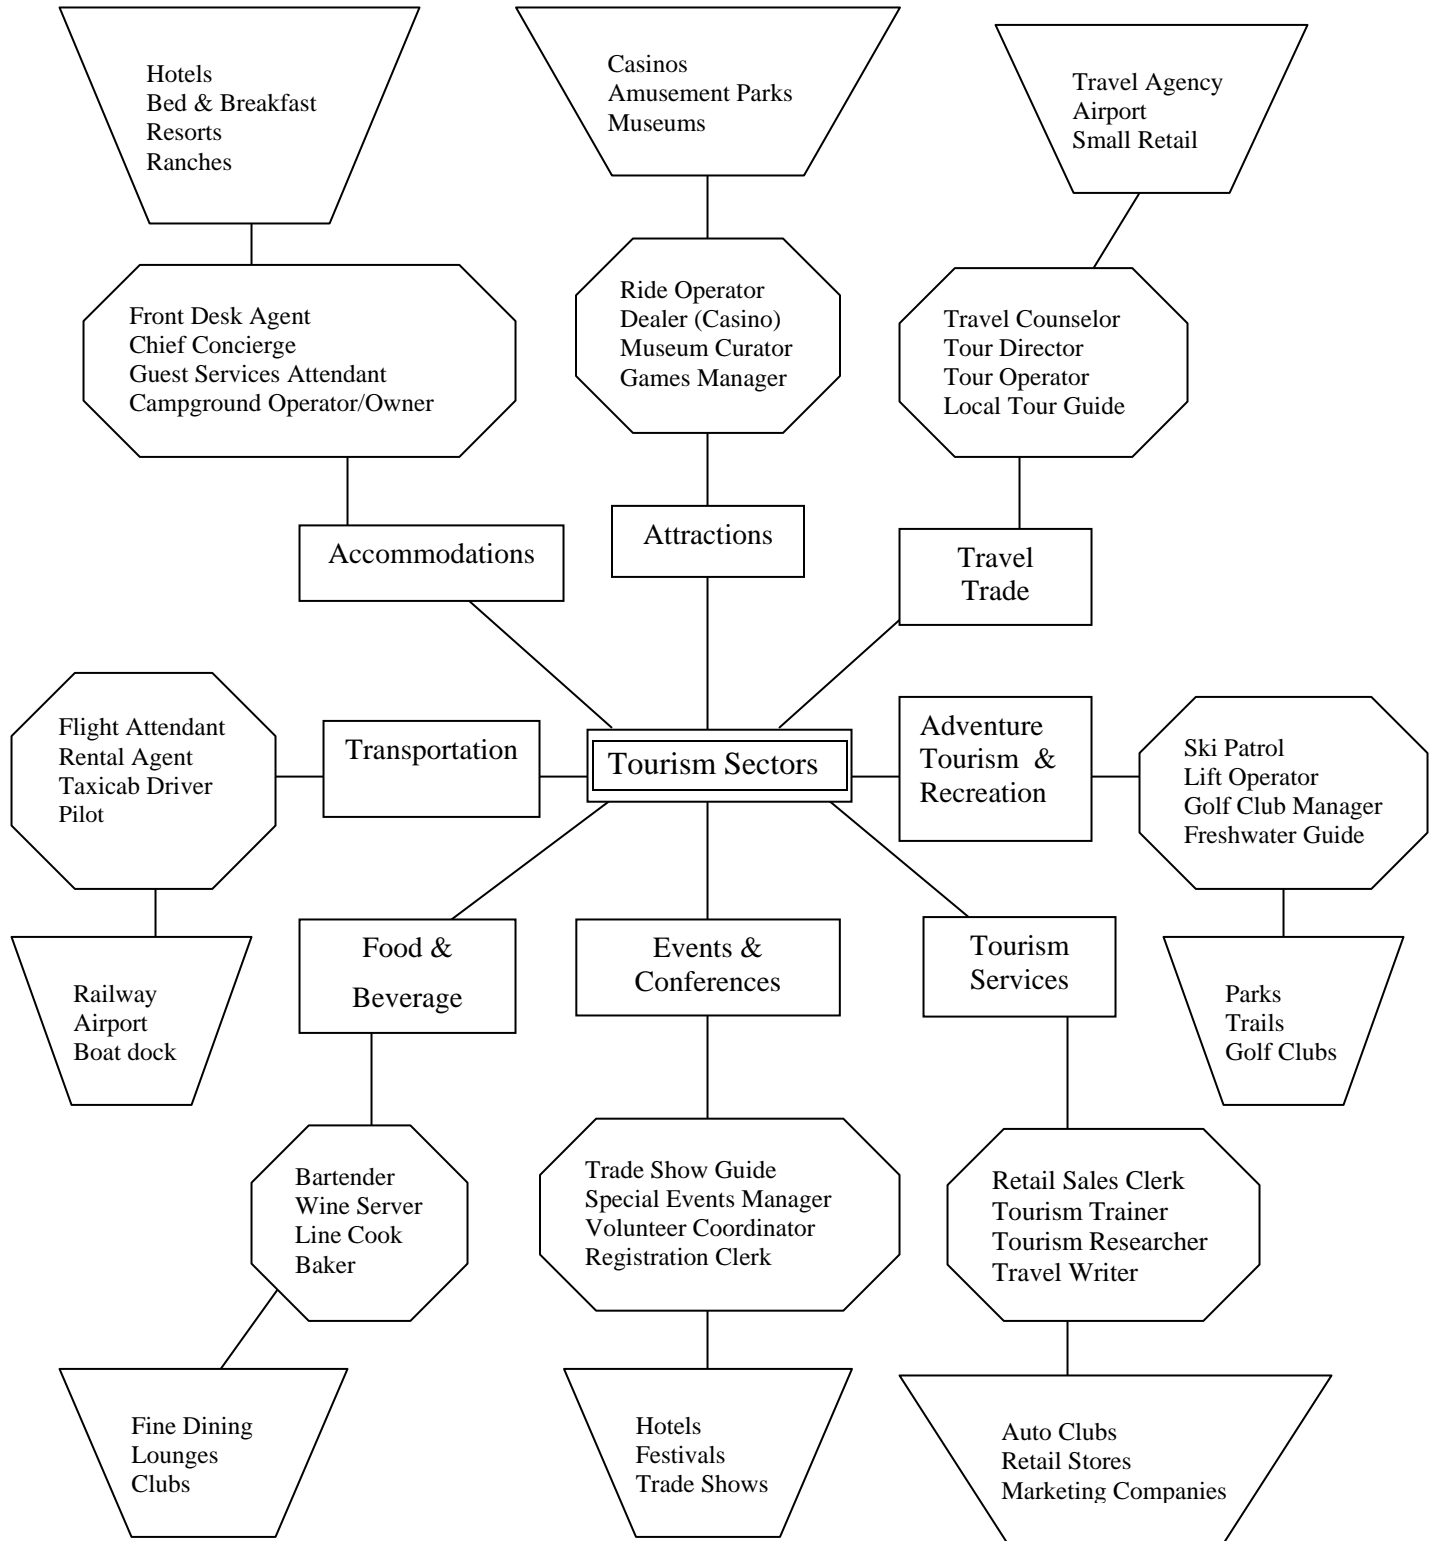 Hotels
Bed & Breakfast
Resorts
Ranches
Casinos
Amusement Parks
Museums
Travel Agency
Airport
Small Retail
Front Desk Agent
Chief Concierge
Guest Services Attendant
Campground Operator/Owner
Ride Operator
Dealer (Casino)
Museum Curator
Games Manager
Travel Counselor
Tour Director
Tour Operator
Local Tour Guide
Accommodations
Attractions
Travel
Trade
Flight Attendant
Rental Agent
Taxicab Driver
Pilot
Transportation
Tourism Sectors
Adventure
Tourism &
Recreation
Ski Patrol
Lift Operator
Golf Club Manager
Freshwater Guide
Railway
Airport
Boat dock
Food &
Beverage
Events &
Conferences
Tourism
Services
Parks
Trails
Golf Clubs
Bartender
Wine Server
Line Cook
Baker
Trade Show Guide
Special Events Manager
Volunteer Coordinator
Registration Clerk
Retail Sales Clerk
Tourism Trainer
Tourism Researcher
Travel Writer
Fine Dining
Lounges
Clubs
Hotels
Festivals
Trade Shows
Auto Clubs
Retail Stores
Marketing Companies